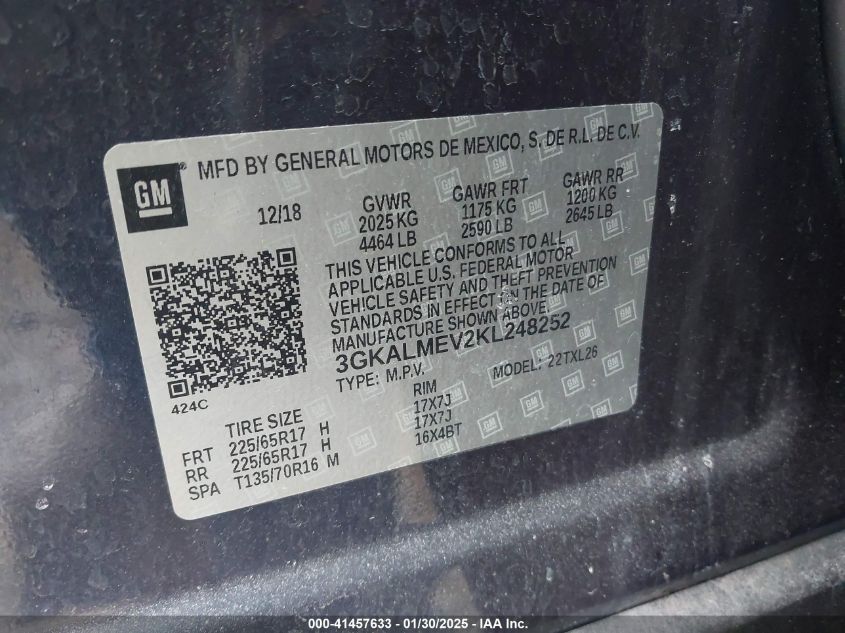 GM
MFD BY GENERAL MOTORS DE MEXICO, S. DE R.L. DE C.V.
12/18
GVWR
2025 KG
4464 LB
GAWR FRT
1175 KG
2590 LB
GAWR RR
1200 KG
2645 LB
THIS VEHICLE CONFORMS TO ALL
APPLICABLE U.S. FEDERAL MOTOR
VEHICLE SAFETY AND THEFT PREVENTION
STANDARDS IN EFFECT ON THE DATE OF
MANUFACTURE SHOWN ABOVE.
3GKALMEV2KL248252
TYPE: M.P.V. MODEL: 22TXL26
424C
TIRE SIZE RIM
FRT 225/65R17 H 17X7J
RR 225/65R17 H 17X7J
SPA T135/70R16 M 16X4BT
000-41457633 - 01/30/2025 - IAA Inc.